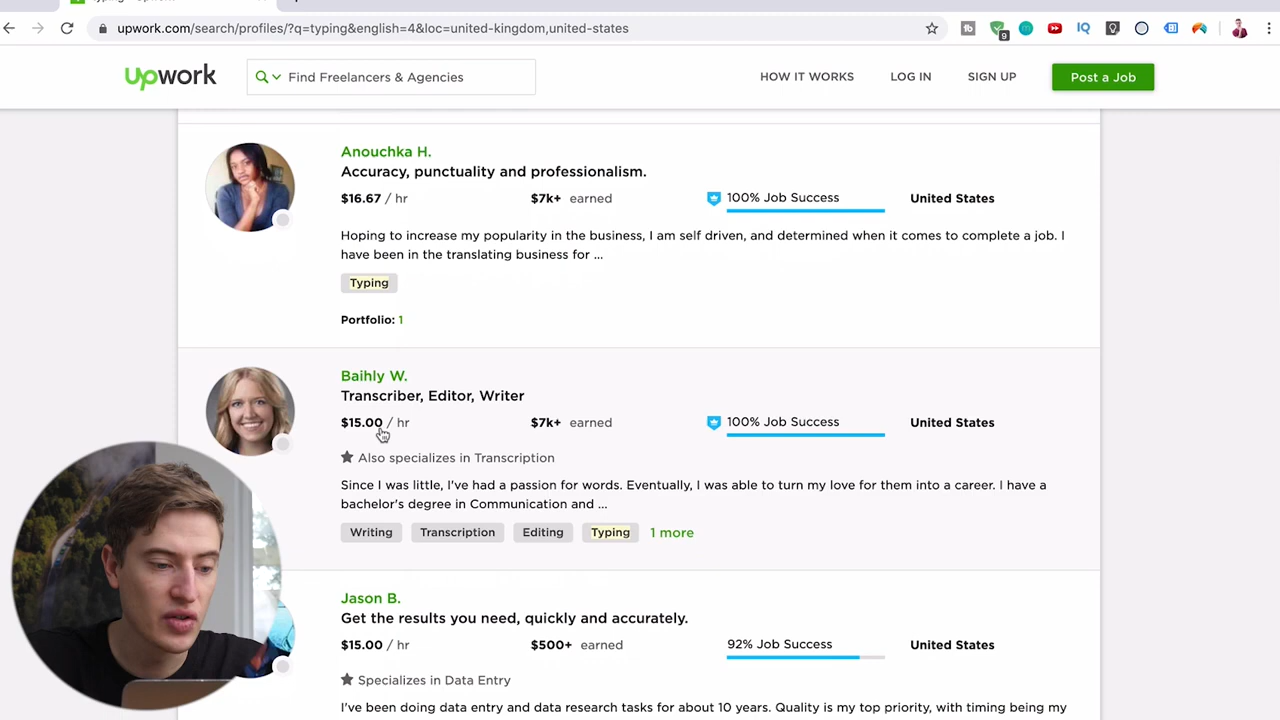 upwork.com/search/profiles/?q=typing&english=4&loc=united-kingdom,united-states
9
IQ
upwork
Find Freelancers & Agencies
HOW IT WORKS
LOG IN
SIGN UP
Post a Job
Anouchka H.
Accuracy, punctuality and professionalism.
$16.67 / hr $7k+ earned 100% Job Success United States
Hoping to increase my popularity in the business, I am self driven, and determined when it comes to complete a job. I
have been in the translating business for ...
Typing
Portfolio: 1
Baihly W.
Transcriber, Editor, Writer
$15.00 / hr $7k+ earned 100% Job Success United States
Also specializes in Transcription
Since I was little, I've had a passion for words. Eventually, I was able to turn my love for them into a career. I have a
bachelor's degree in Communication and ...
Writing Transcription Editing Typing 1 more
Jason B.
Get the results you need, quickly and accurately.
$15.00 / hr $500+ earned 92% Job Success United States
Specializes in Data Entry
I've been doing data entry and data research tasks for about 10 years. Quality is my top priority, with timing being my